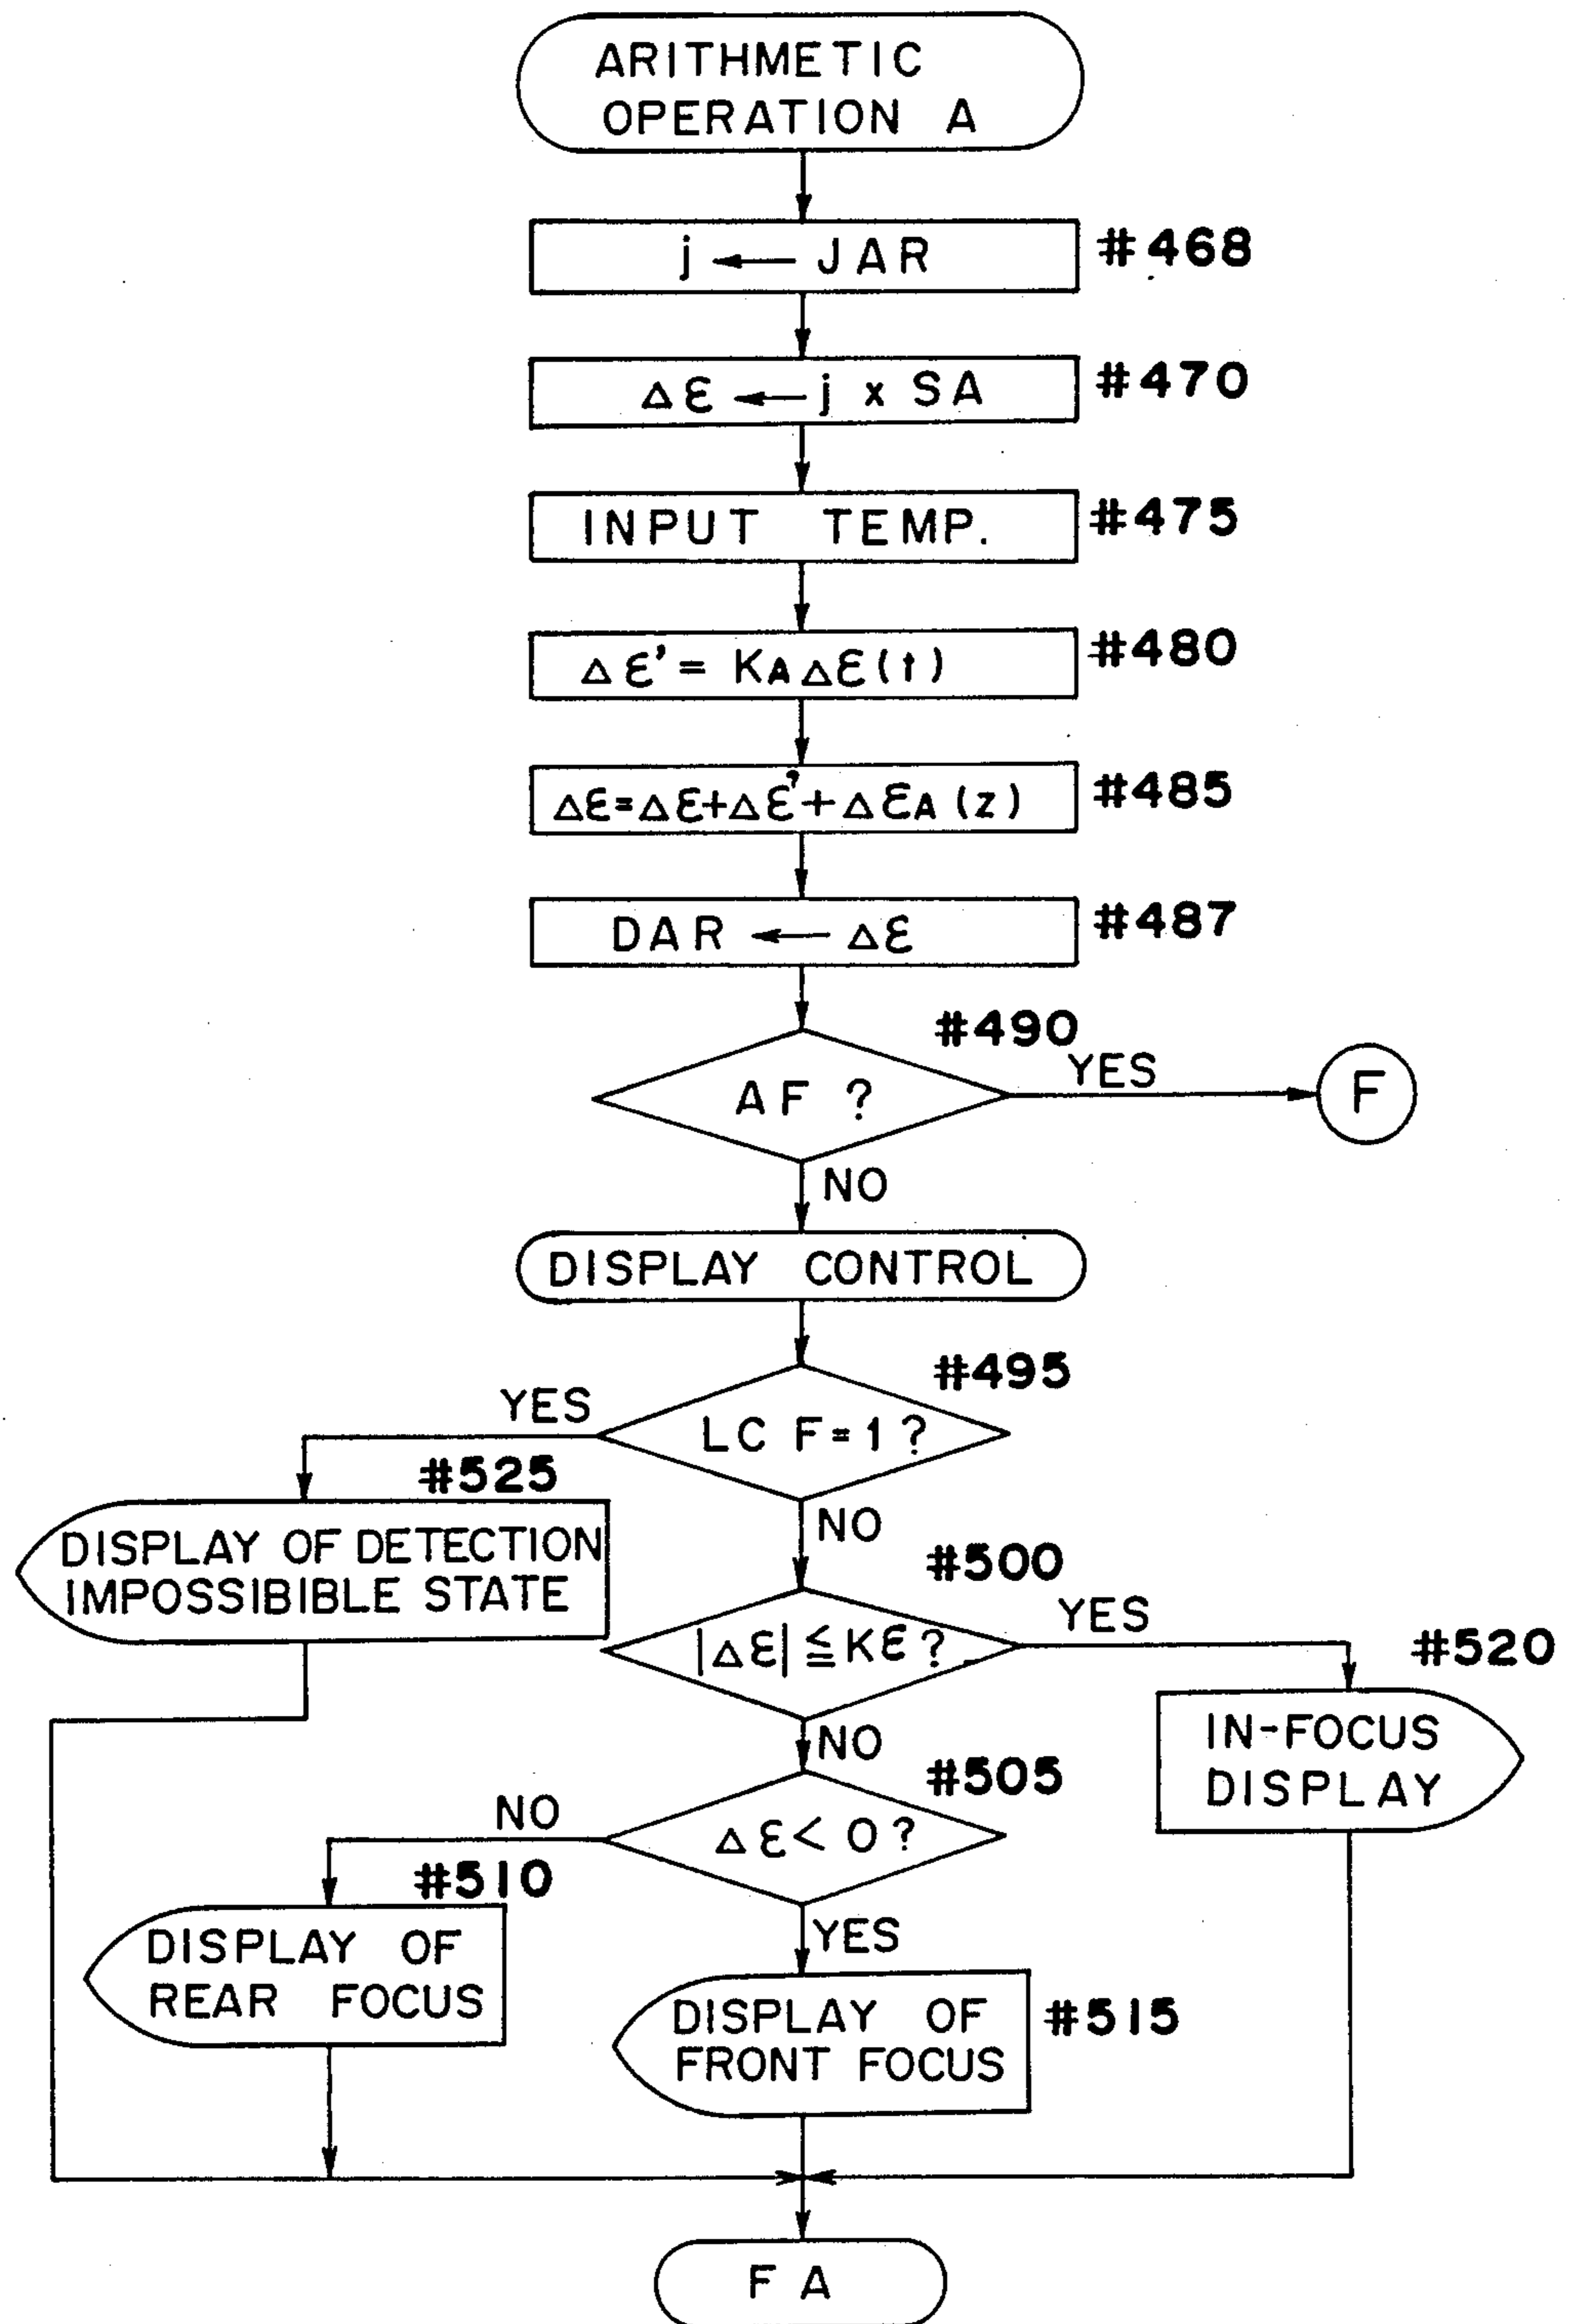 ARITHMETIC
OPERATION A
j ← JAR
#468
Δε ← j x SA
#470
INPUT TEMP.
#475
Δε' = KAΔε(t)
#480
Δε=Δε+Δε'+ΔεA(z)
#485
DAR ← Δε
#487
#490
AF ?
YES
F
NO
DISPLAY CONTROL
#495
YES
LC F=1?
#525
NO
DISPLAY OF DETECTION
IMPOSSIBIBLE STATE
#500
|Δε|≦Kε?
YES
#520
IN-FOCUS
DISPLAY
NO
#505
NO
Δε<0?
#510
YES
DISPLAY OF
REAR FOCUS
DISPLAY OF
FRONT FOCUS
#515
FA